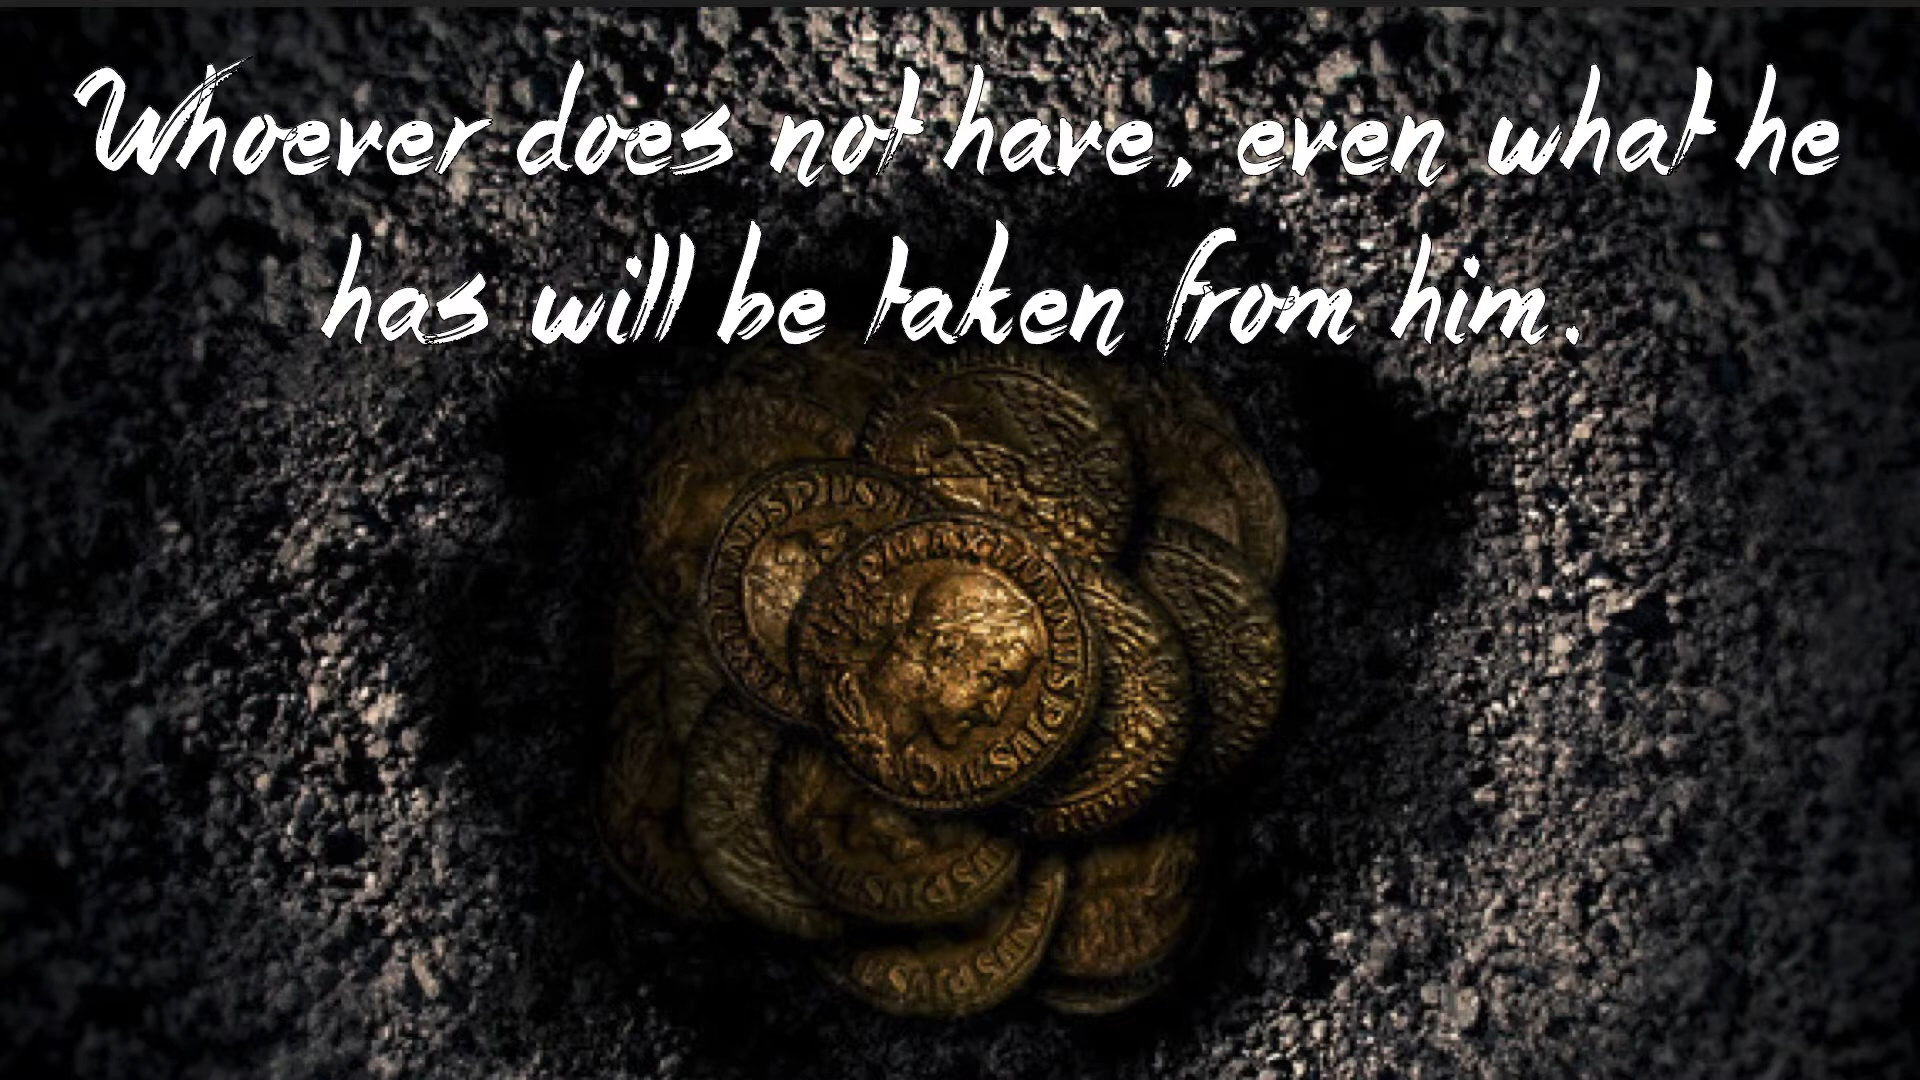 Whoever does not have, even what he
has will be taken from him.